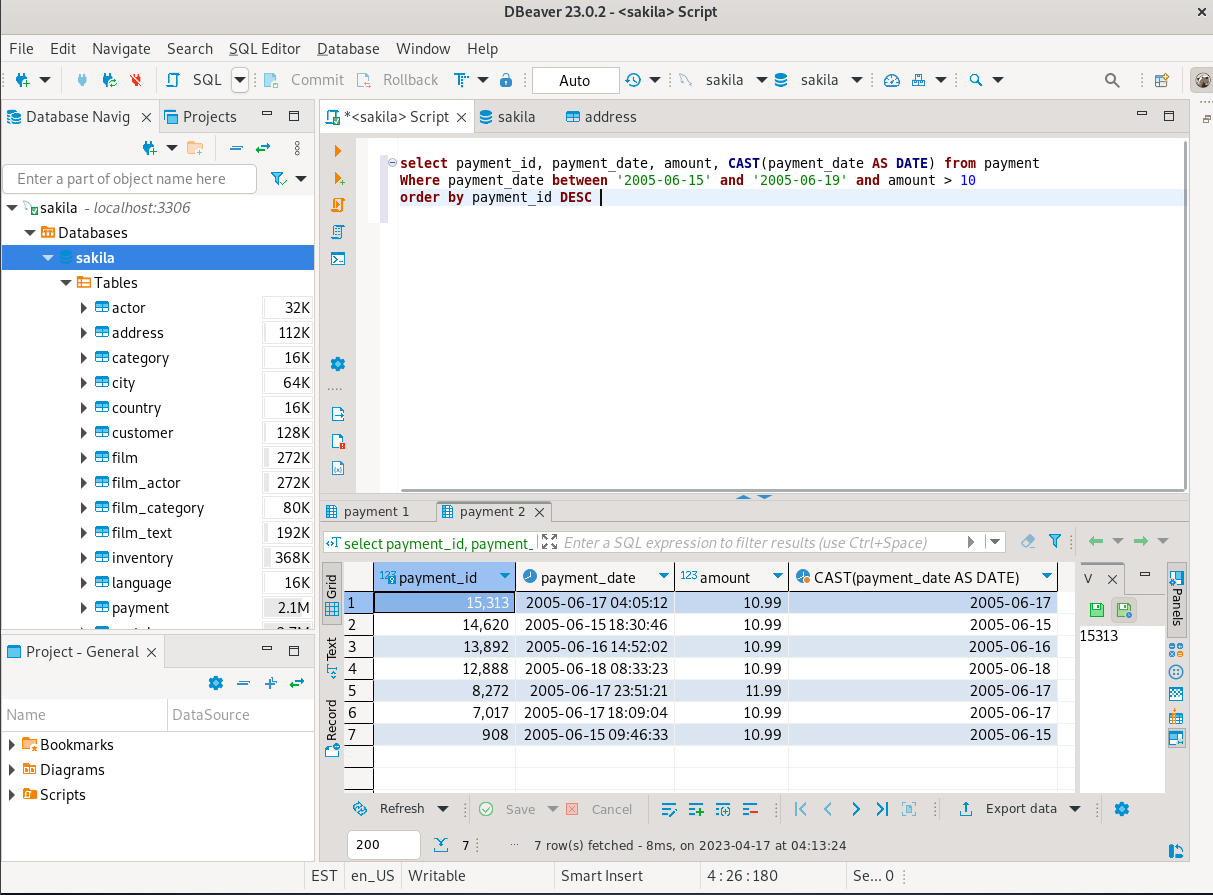 DBeaver 23.0.2 - <sakila> Script
File Edit Navigate Search SQL Editor Database Window Help
SQL Commit Rollback Auto sakila sakila
Database Navig Projects
Enter a part of object name here
sakila - localhost:3306
Databases
sakila
Tables
actor 32K
address 112K
category 16K
city 64K
country 16K
customer 128K
film 272K
film_actor 272K
film_category 80K
film_text 192K
inventory 368K
language 16K
payment 2.1M
Project - General
Name DataSource
Bookmarks
Diagrams
Scripts
*<sakila> Script sakila address
select payment_id, payment_date, amount, CAST(payment_date AS DATE) from payment
Where payment_date between '2005-06-15' and '2005-06-19' and amount > 10
order by payment_id DESC
payment 1 payment 2
select payment_id, payment_ Enter a SQL expression to filter results (use Ctrl+Space)
Grid
Text
Record
123 payment_id payment_date 123 amount CAST(payment_date AS DATE)
1 15,313 2005-06-17 04:05:12 10.99 2005-06-17
2 14,620 2005-06-15 18:30:46 10.99 2005-06-15
3 13,892 2005-06-16 14:52:02 10.99 2005-06-16
4 12,888 2005-06-18 08:33:23 10.99 2005-06-18
5 8,272 2005-06-17 23:51:21 11.99 2005-06-17
6 7,017 2005-06-17 18:09:04 10.99 2005-06-17
7 908 2005-06-15 09:46:33 10.99 2005-06-15
V
15313
Panels
Refresh Save Cancel Export data
200 7 ... 7 row(s) fetched - 8ms, on 2023-04-17 at 04:13:24
EST en_US Writable Smart Insert 4 : 26 : 180 Se... 0